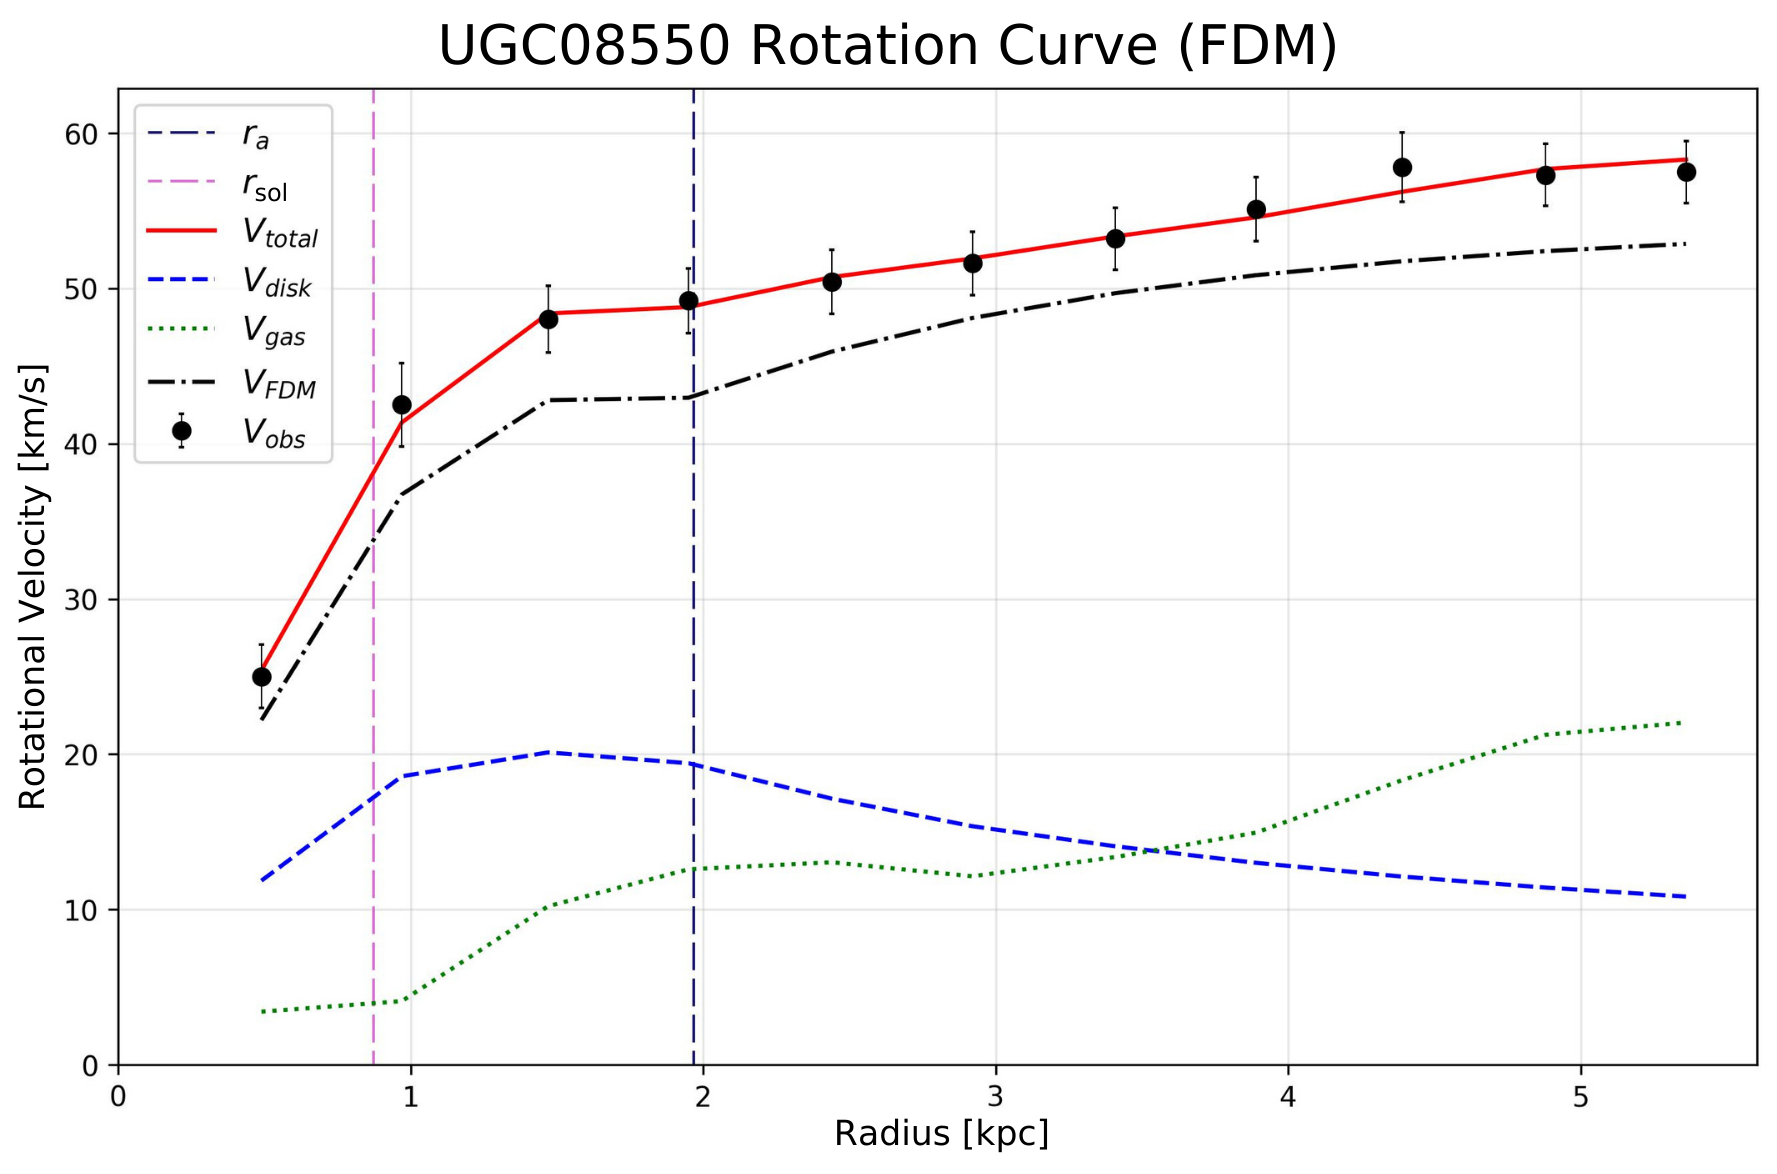 UGC08550 Rotation Curve (FDM)
r_a
r_sol
V_total
V_disk
V_gas
V_FDM
V_obs
Rotational Velocity [km/s]
60
50
40
30
20
10
0
0 1 2 3 4 5
Radius [kpc]